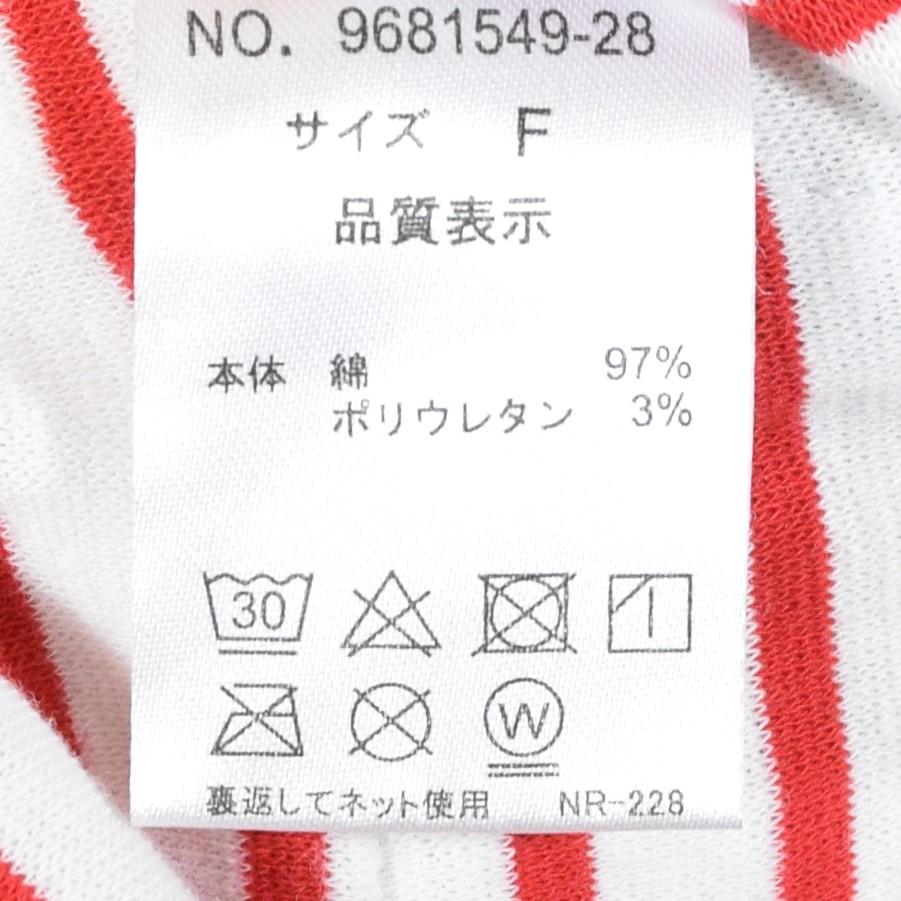 NO. 9681549-28
サイズ F
品質表示
本体 綿 97%
ポリウレタン 3%
30
W
裏返してネット使用 NR-228